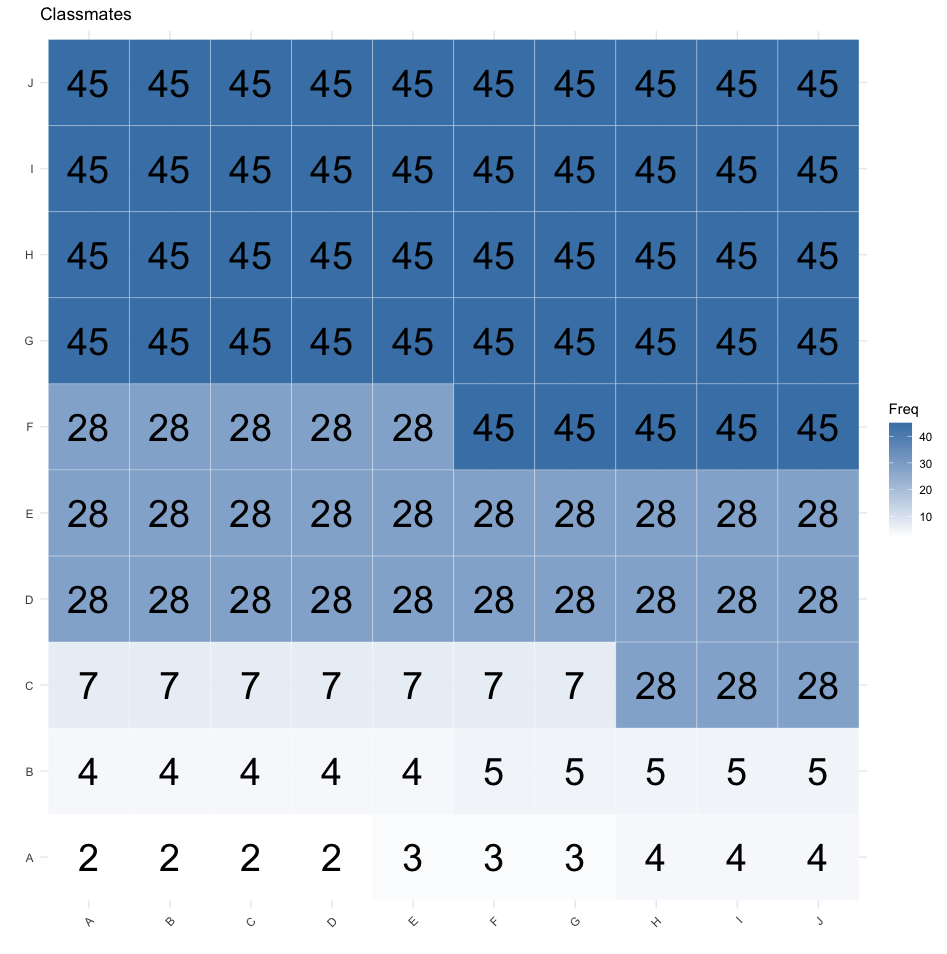 Classmates
J 45 45 45 45 45 45 45 45 45 45
I 45 45 45 45 45 45 45 45 45 45
H 45 45 45 45 45 45 45 45 45 45
G 45 45 45 45 45 45 45 45 45 45
F 28 28 28 28 28 45 45 45 45 45
E 28 28 28 28 28 28 28 28 28 28
D 28 28 28 28 28 28 28 28 28 28
C 7 7 7 7 7 7 7 28 28 28
B 4 4 4 4 4 5 5 5 5 5
A 2 2 2 2 3 3 3 4 4 4
A B C D E F G H I J
Freq
40
30
20
10